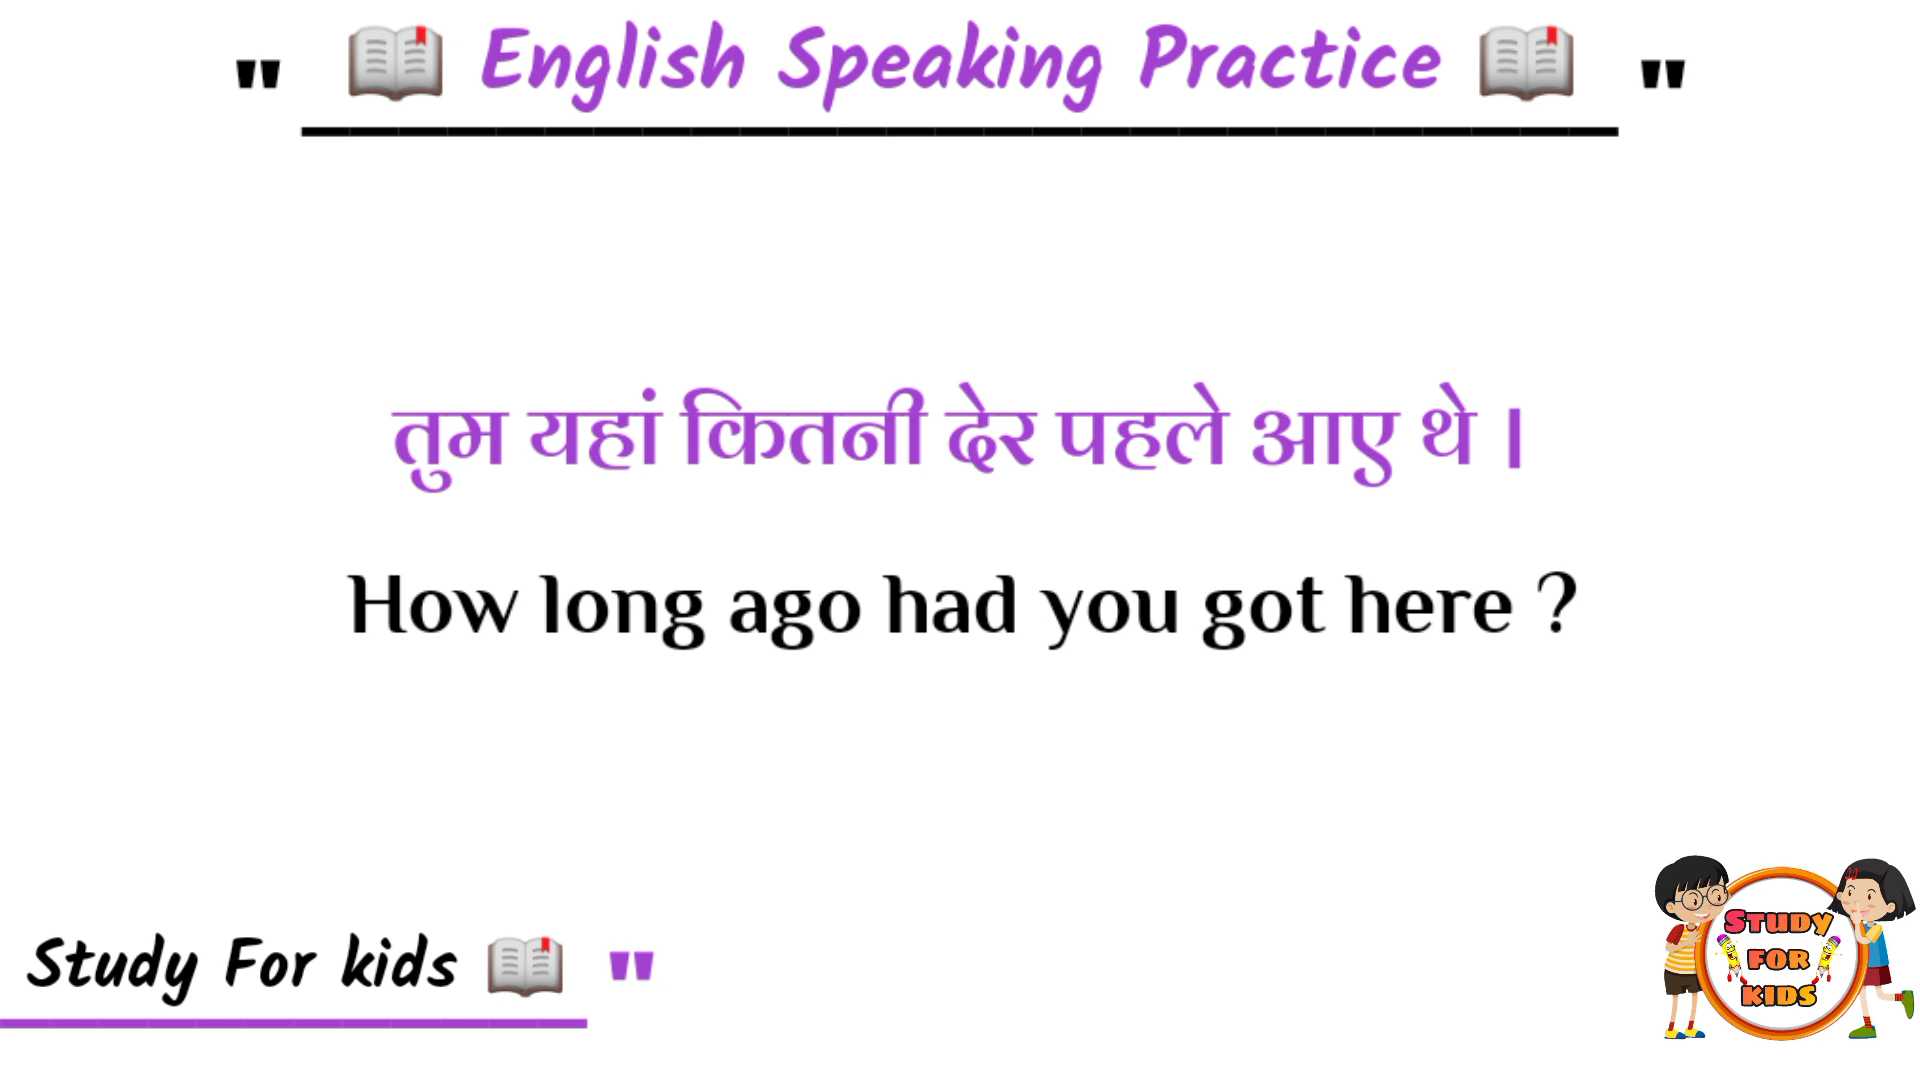 " 📖 English Speaking Practice 📖 "
तुम यहां कितनी देर पहले आए थे ।
How long ago had you got here ?
Study For kids 📖 "
STUDY
FOR
KIDS